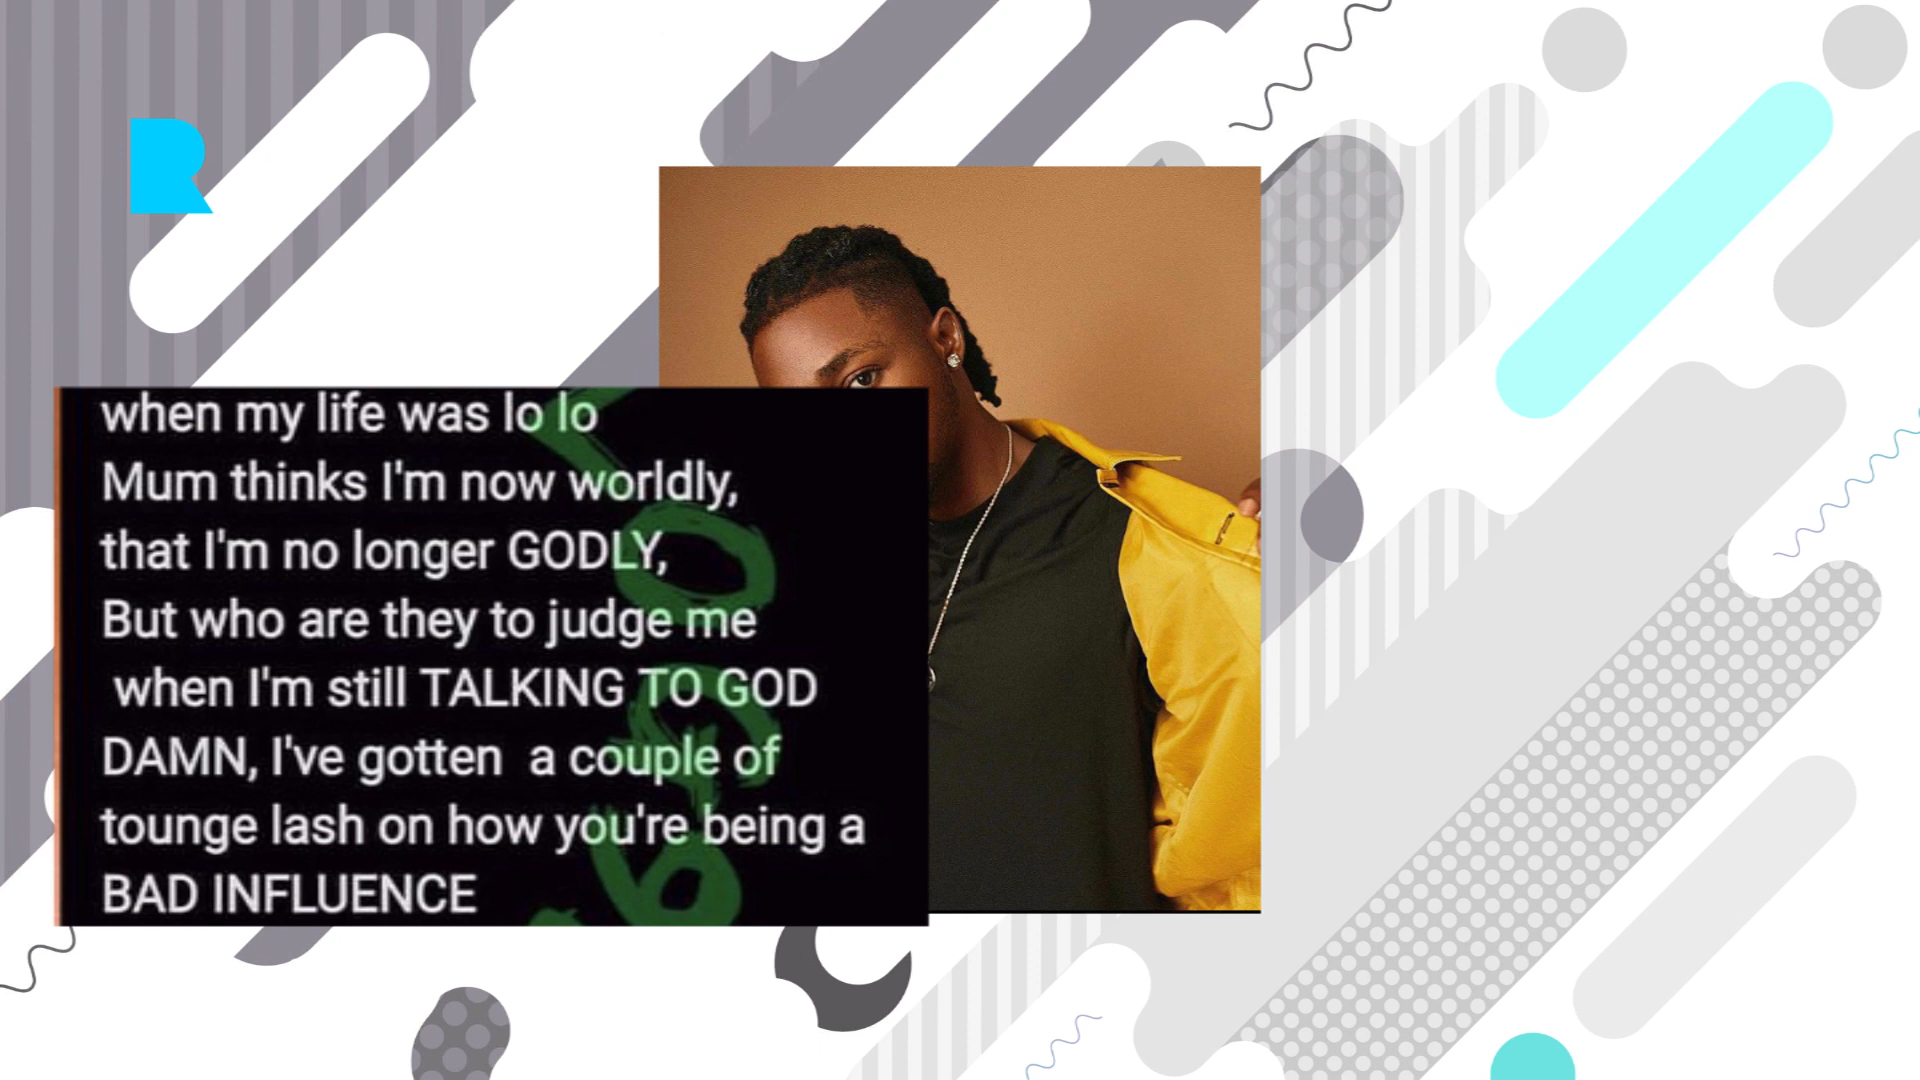 R
when my life was lo lo
Mum thinks I'm now worldly,
that I'm no longer GODLY,
But who are they to judge me
when I'm still TALKING TO GOD
DAMN, I've gotten a couple of
tounge lash on how you're being a
BAD INFLUENCE